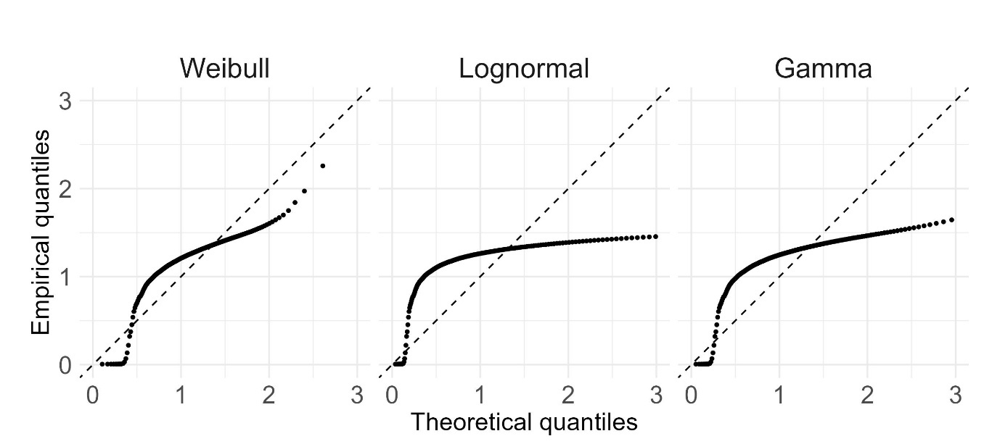 Weibull Lognormal Gamma
Empirical quantiles
3
2
1
0
0 1 2 3 0 1 2 3 0 1 2 3
Theoretical quantiles